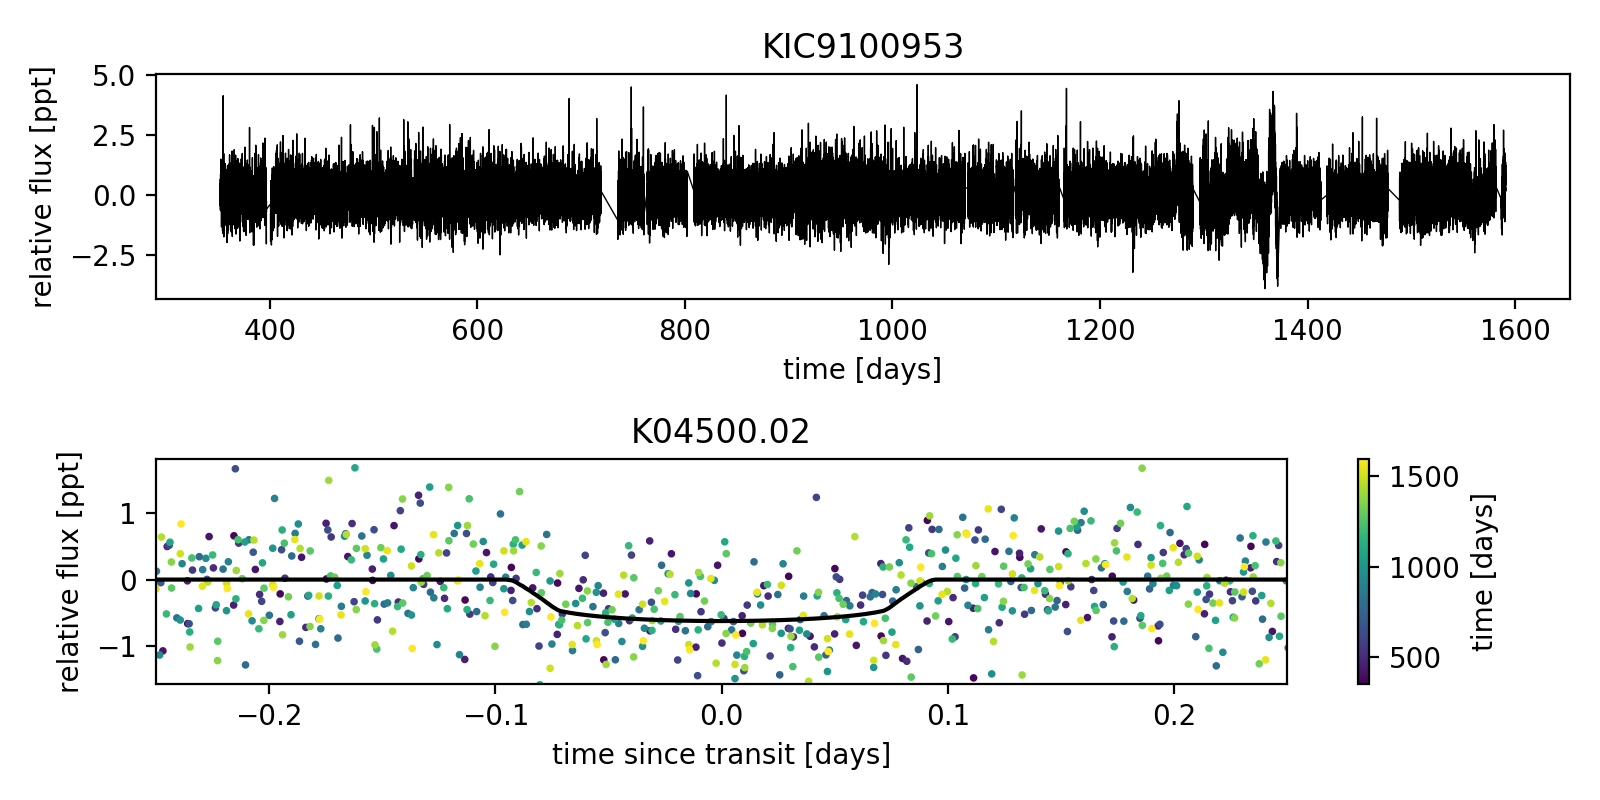 KIC9100953
5.0
2.5
0.0
−2.5
relative flux [ppt]
400 600 800 1000 1200 1400 1600
time [days]
K04500.02
1
0
−1
relative flux [ppt]
−0.2 −0.1 0.0 0.1 0.2
time since transit [days]
1500
1000
500
time [days]